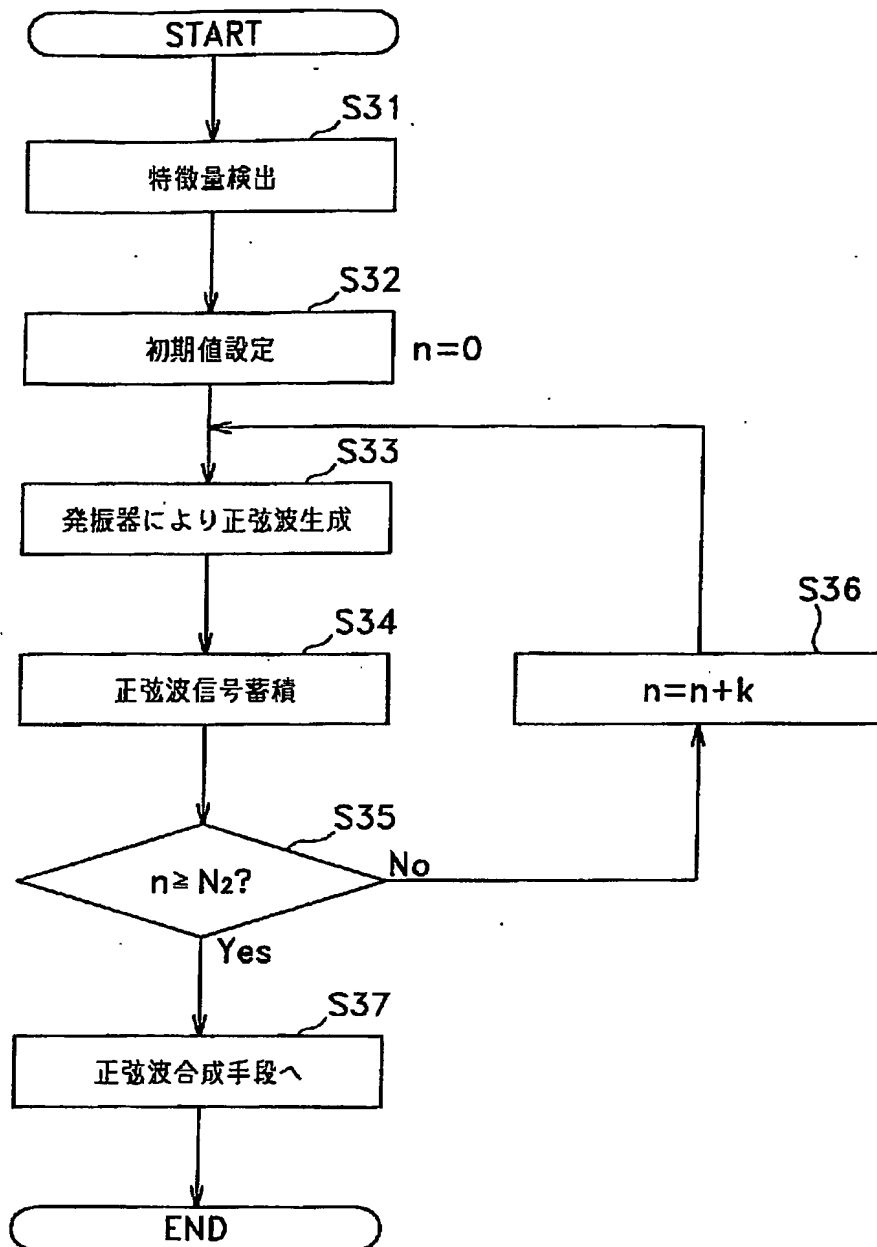 START
S31
特徴量検出
S32
初期値設定
n=0
S33
発振器により正弦波生成
S34
正弦波信号蓄積
S36
n=n+k
S35
n≧N₂?
No
Yes
S37
正弦波合成手段へ
END